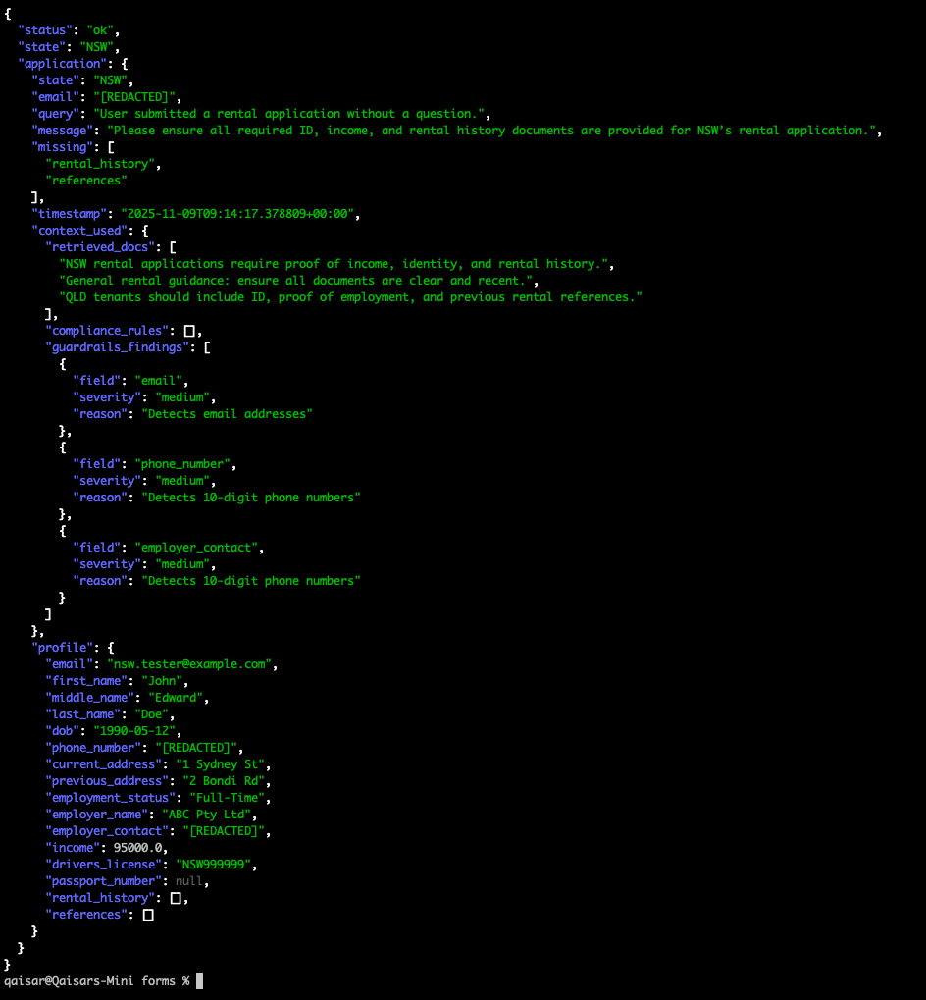 {
  "status": "ok",
  "state": "NSW",
  "application": {
    "state": "NSW",
    "email": "[REDACTED]",
    "query": "User submitted a rental application without a question.",
    "message": "Please ensure all required ID, income, and rental history documents are provided for NSW’s rental application.",
    "missing": [
      "rental_history",
      "references"
    ],
    "timestamp": "2025-11-09T09:14:17.378809+00:00",
    "context_used": {
      "retrieved_docs": [
        "NSW rental applications require proof of income, identity, and rental history.",
        "General rental guidance: ensure all documents are clear and recent.",
        "QLD tenants should include ID, proof of employment, and previous rental references."
      ],
      "compliance_rules": [],
      "guardrails_findings": [
        {
          "field": "email",
          "severity": "medium",
          "reason": "Detects email addresses"
        },
        {
          "field": "phone_number",
          "severity": "medium",
          "reason": "Detects 10-digit phone numbers"
        },
        {
          "field": "employer_contact",
          "severity": "medium",
          "reason": "Detects 10-digit phone numbers"
        }
      ]
    },
    "profile": {
      "email": "nsw.tester@example.com",
      "first_name": "John",
      "middle_name": "Edward",
      "last_name": "Doe",
      "dob": "1990-05-12",
      "phone_number": "[REDACTED]",
      "current_address": "1 Sydney St",
      "previous_address": "2 Bondi Rd",
      "employment_status": "Full-Time",
      "employer_name": "ABC Pty Ltd",
      "employer_contact": "[REDACTED]",
      "income": 95000.0,
      "drivers_license": "NSW999999",
      "passport_number": null,
      "rental_history": [],
      "references": []
    }
  }
}
qaisar@Qaisars-Mini forms %